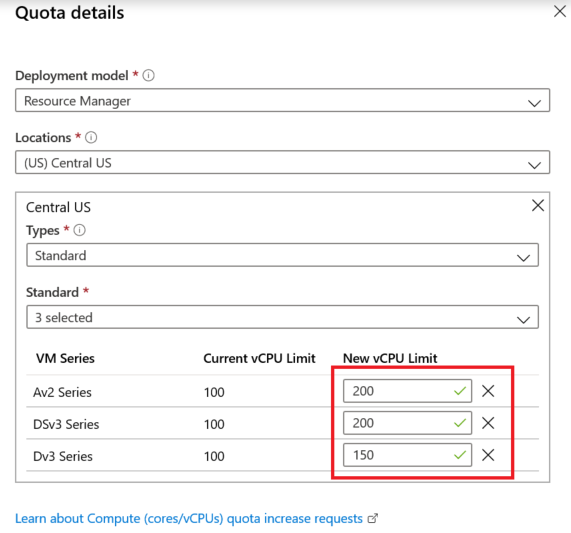 Quota details
Deployment model *
Resource Manager
Locations *
(US) Central US
Central US
Types *
Standard
Standard *
3 selected
VM Series Current vCPU Limit New vCPU Limit
Av2 Series 100 200
DSv3 Series 100 200
Dv3 Series 100 150
Learn about Compute (cores/vCPUs) quota increase requests